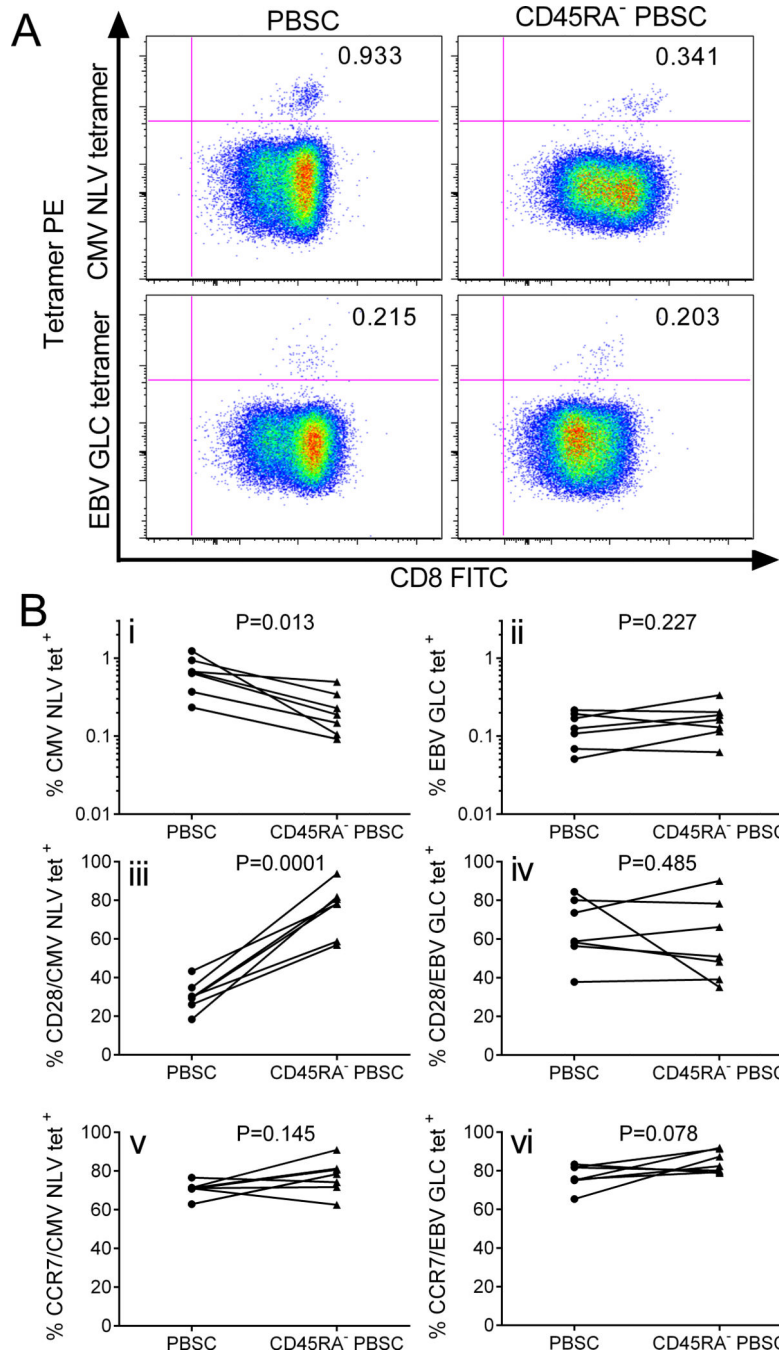 A
PBSC
CD45RA⁻ PBSC
Tetramer PE
CMV NLV tetramer
0.933
0.341
EBV GLC tetramer
0.215
0.203
CD8 FITC
B
i
P=0.013
% CMV NLV tet⁺
1
0.1
0.01
PBSC
CD45RA⁻ PBSC
ii
P=0.227
% EBV GLC tet⁺
1
0.1
0.01
PBSC
CD45RA⁻ PBSC
iii
P=0.0001
% CD28/CMV NLV tet⁺
100
80
60
40
20
0
PBSC
CD45RA⁻ PBSC
iv
P=0.485
% CD28/EBV GLC tet⁺
100
80
60
40
20
0
PBSC
CD45RA⁻ PBSC
v
P=0.145
% CCR7/CMV NLV tet⁺
100
80
60
40
20
0
PBSC
CD45RA⁻ PBSC
vi
P=0.078
% CCR7/EBV GLC tet⁺
100
80
60
40
20
0
PBSC
CD45RA⁻ PBSC